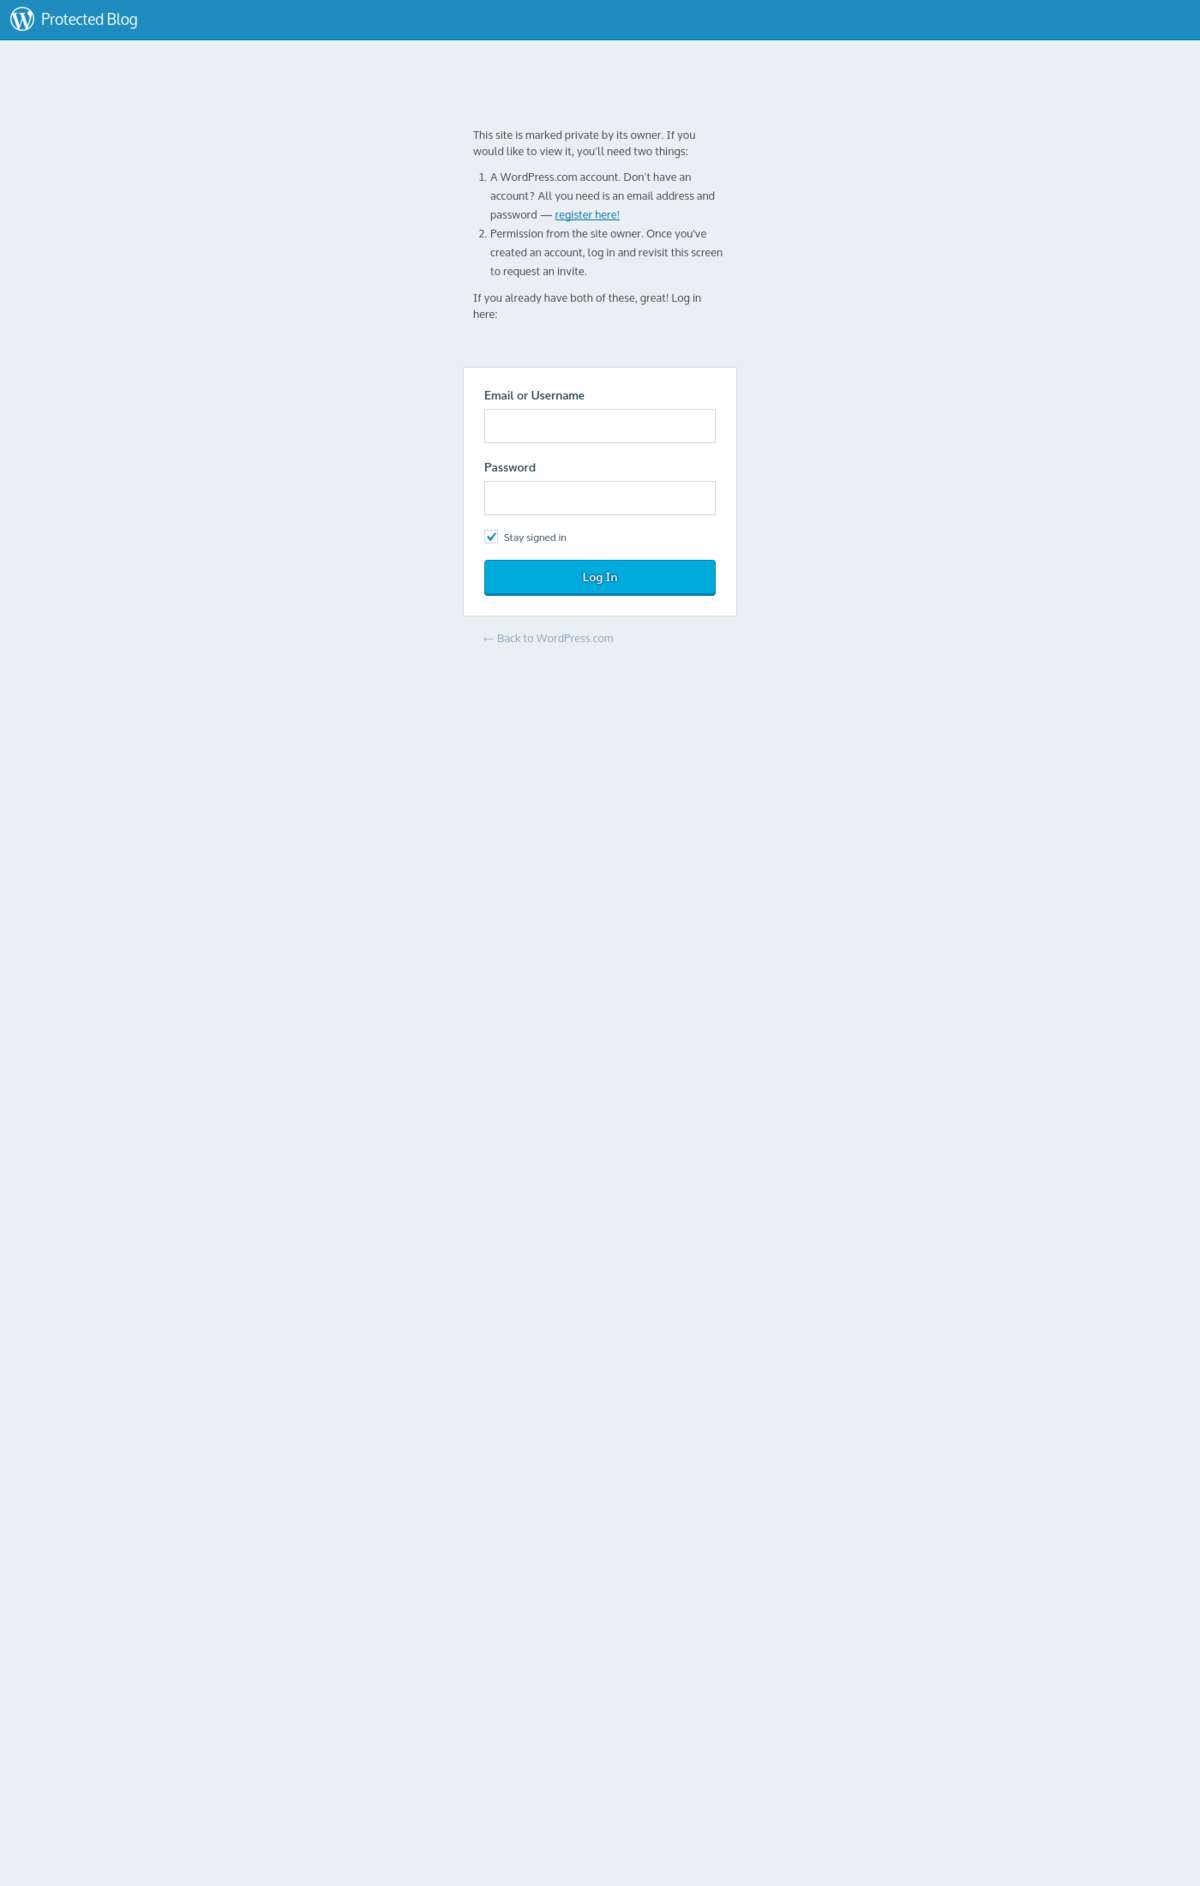 Protected Blog
This site is marked private by its owner. If you
would like to view it, you’ll need two things:
1. A WordPress.com account. Don’t have an
account? All you need is an email address and
password — register here!
2. Permission from the site owner. Once you've
created an account, log in and revisit this screen
to request an invite.
If you already have both of these, great! Log in
here:
Email or Username
Password
Stay signed in
Log In
← Back to WordPress.com